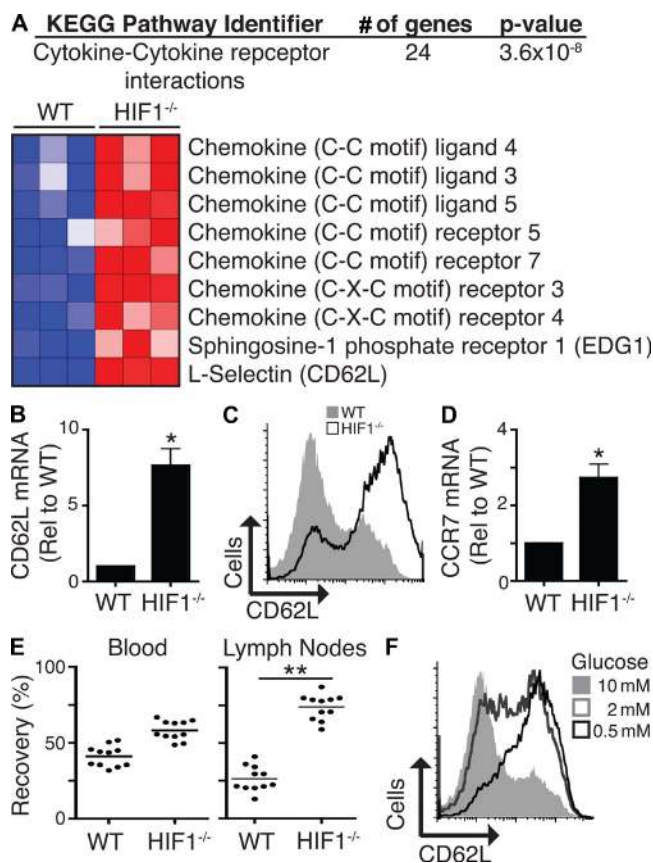 A KEGG Pathway Identifier # of genes p-value
Cytokine-Cytokine repceptor 24 3.6x10⁻⁸
interactions
WT HIF1⁻/⁻
Chemokine (C-C motif) ligand 4
Chemokine (C-C motif) ligand 3
Chemokine (C-C motif) ligand 5
Chemokine (C-C motif) receptor 5
Chemokine (C-C motif) receptor 7
Chemokine (C-X-C motif) receptor 3
Chemokine (C-X-C motif) receptor 4
Sphingosine-1 phosphate receptor 1 (EDG1)
L-Selectin (CD62L)
B
CD62L mRNA
(Rel to WT)
10
5
0
*
WT HIF1⁻/⁻
C
WT
HIF1⁻/⁻
Cells
CD62L
D
CCR7 mRNA
(Rel to WT)
4
2
0
*
WT HIF1⁻/⁻
E
Blood Lymph Nodes
Recovery (%)
100
50
0
**
WT HIF1⁻/⁻ WT HIF1⁻/⁻
F
Glucose
10 mM
2 mM
0.5 mM
Cells
CD62L